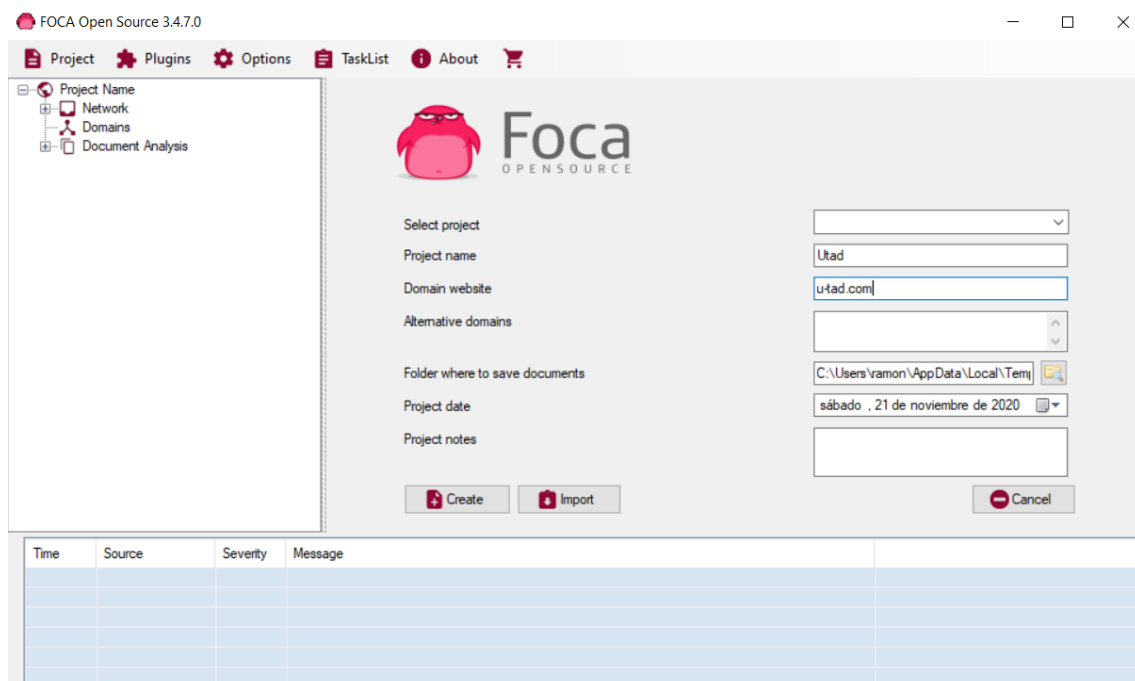 FOCA Open Source 3.4.7.0
Project Plugins Options TaskList About
Project Name
Network
Domains
Document Analysis
Foca
OPENSOURCE
Select project
Project name Utad
Domain website u-tad.com
Alternative domains
Folder where to save documents C:\Users\ramon\AppData\Local\Temp
Project date sábado , 21 de noviembre de 2020
Project notes
Create Import Cancel
Time Source Severity Message